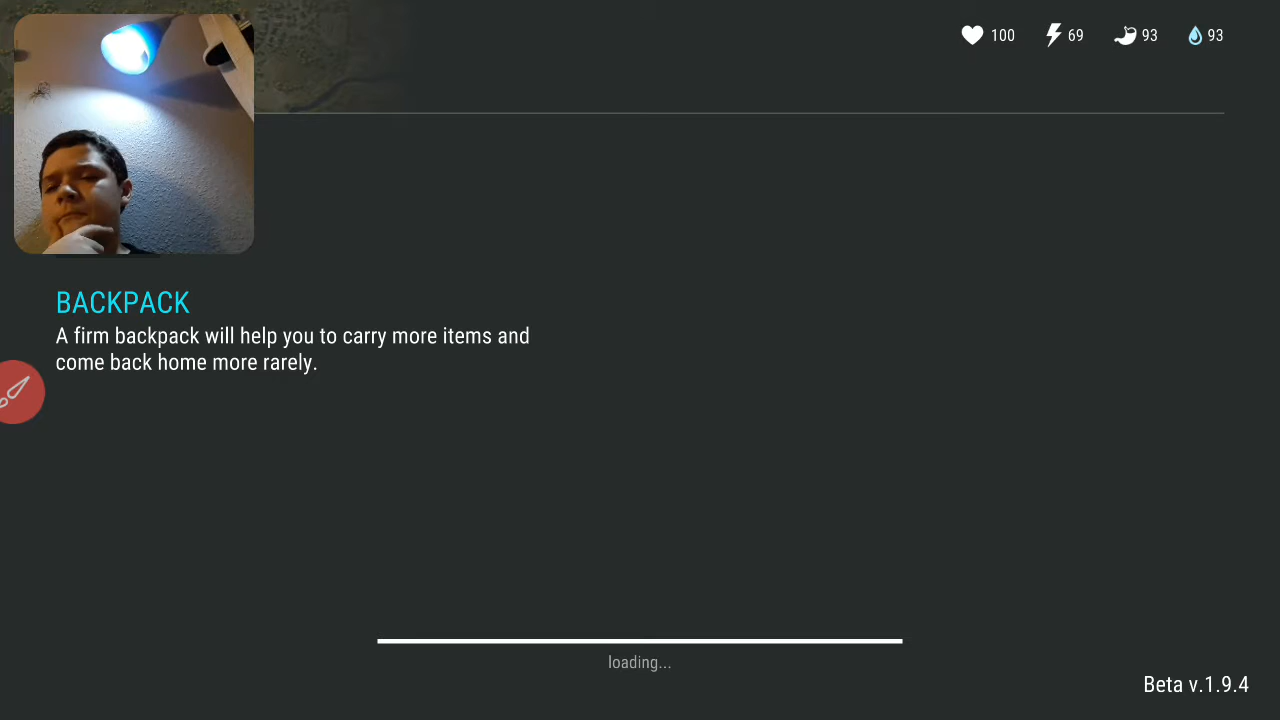 100 69 93 93
BACKPACK
A firm backpack will help you to carry more items and
come back home more rarely.
loading...
Beta v.1.9.4